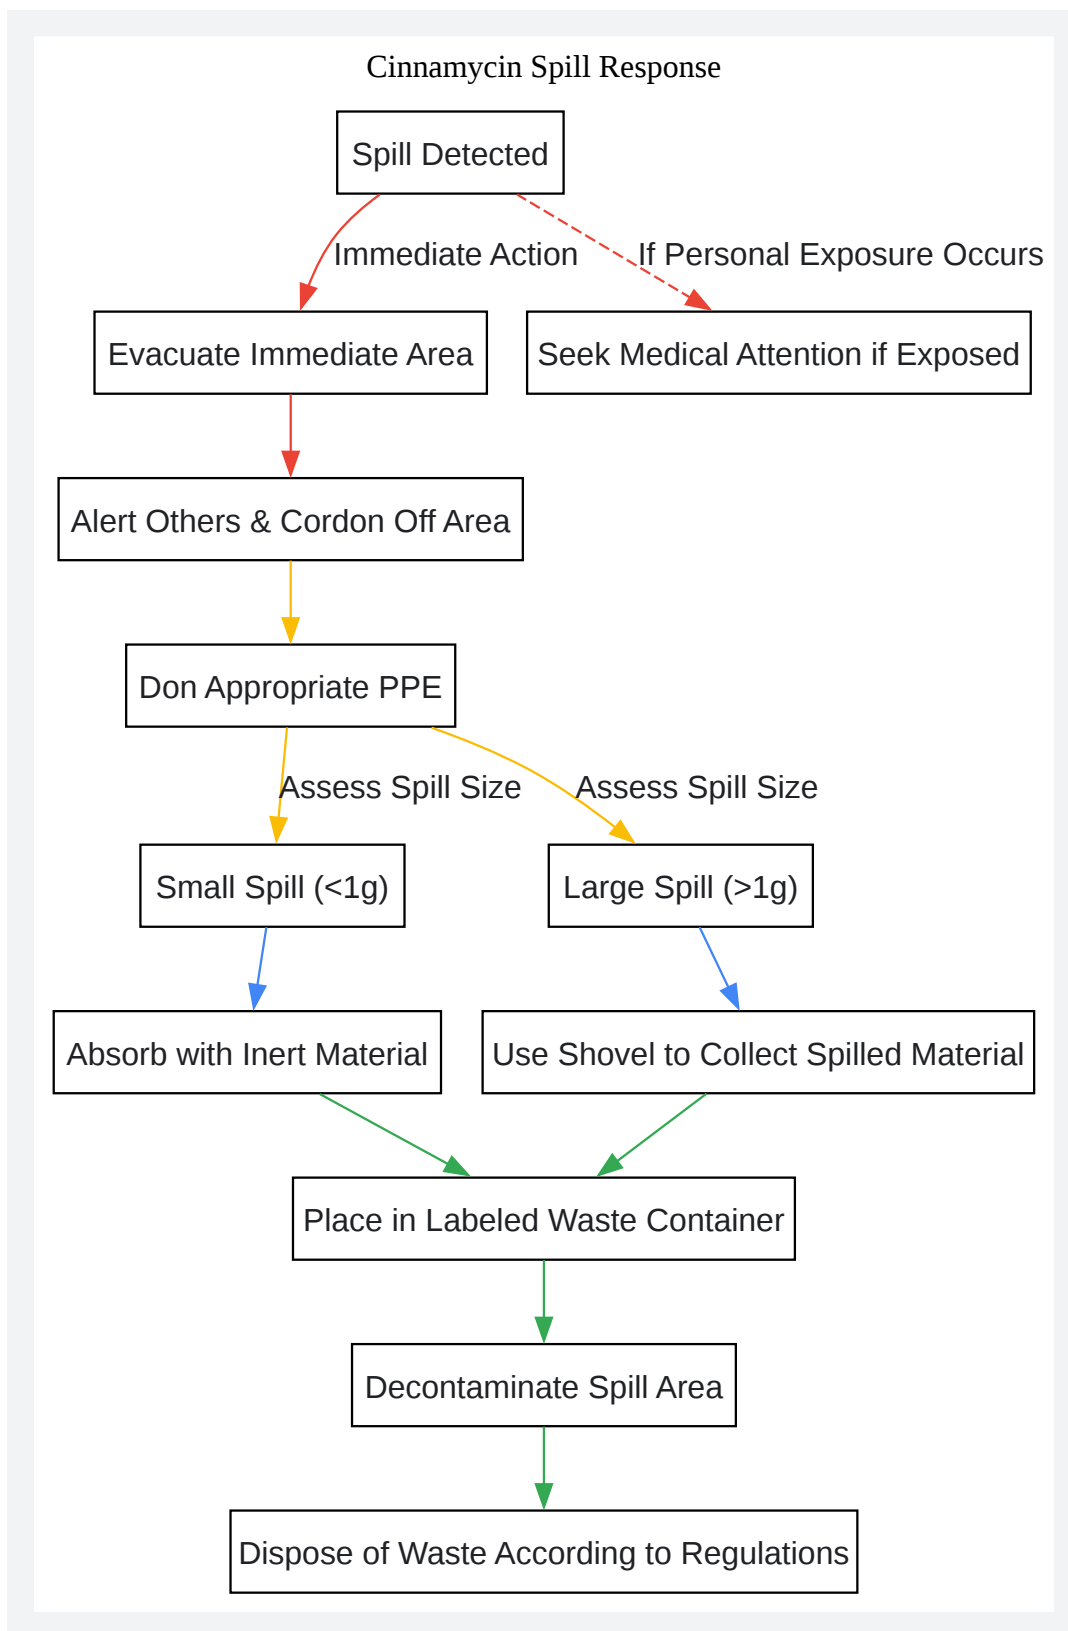 Cinnamycin Spill Response
Spill Detected
Immediate Action
If Personal Exposure Occurs
Evacuate Immediate Area
Seek Medical Attention if Exposed
Alert Others & Cordon Off Area
Don Appropriate PPE
Assess Spill Size
Assess Spill Size
Small Spill (<1g)
Large Spill (>1g)
Absorb with Inert Material
Use Shovel to Collect Spilled Material
Place in Labeled Waste Container
Decontaminate Spill Area
Dispose of Waste According to Regulations